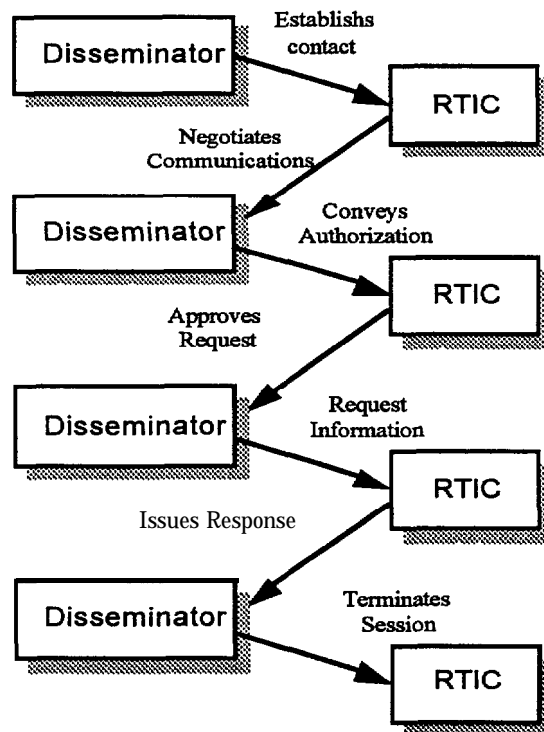 Establishs
contact
Disseminator
RTIC
Negotiates
Communications
Disseminator
Conveys
Authorization
RTIC
Approves
Request
Disseminator
Request
Information
RTIC
Issues Response
Disseminator
Terminates
Session
RTIC